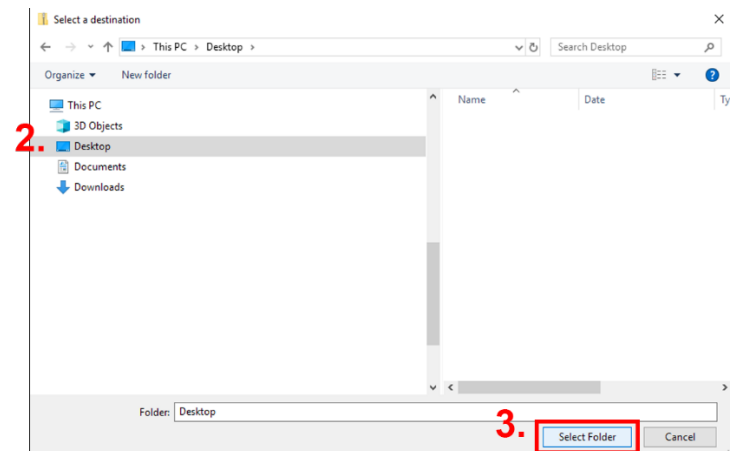 Select a destination
This PC > Desktop >
Search Desktop
Organize
New folder
Name
Date
Ty
This PC
3D Objects
2.
Desktop
Documents
Downloads
Folder:
Desktop
3.
Select Folder
Cancel